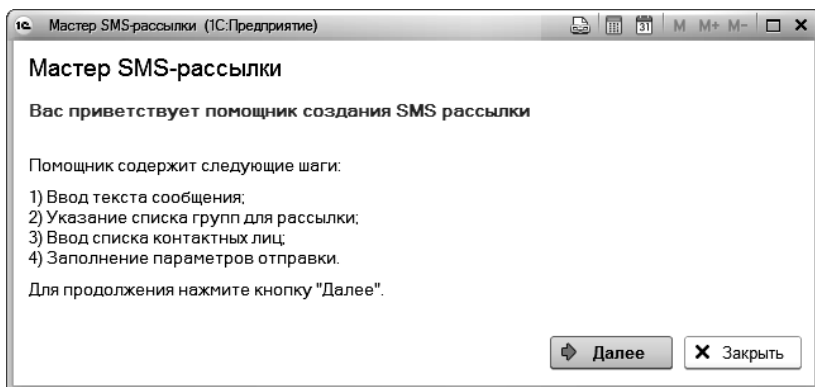 1С Мастер SMS-рассылки (1С:Предприятие) 31 M M+ M-
Мастер SMS-рассылки
Вас приветствует помощник создания SMS рассылки
Помощник содержит следующие шаги:
1) Ввод текста сообщения;
2) Указание списка групп для рассылки;
3) Ввод списка контактных лиц;
4) Заполнение параметров отправки.
Для продолжения нажмите кнопку "Далее".
Далее Закрыть